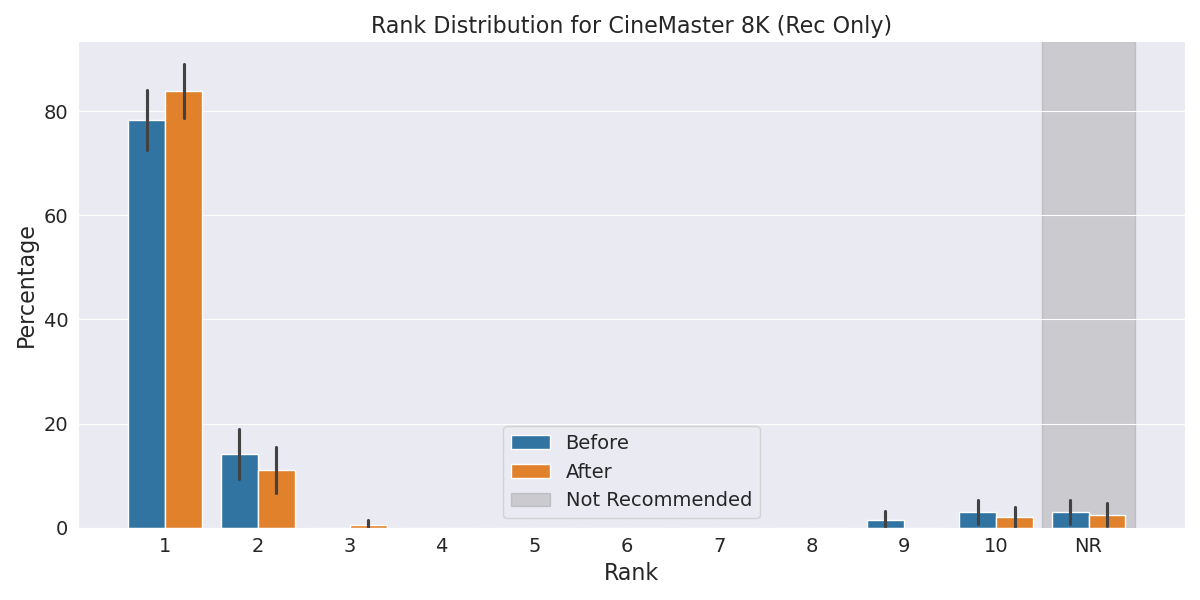 Rank Distribution for CineMaster 8K (Rec Only)
Percentage
80
60
40
20
0
Before
After
Not Recommended
1 2 3 4 5 6 7 8 9 10 NR
Rank